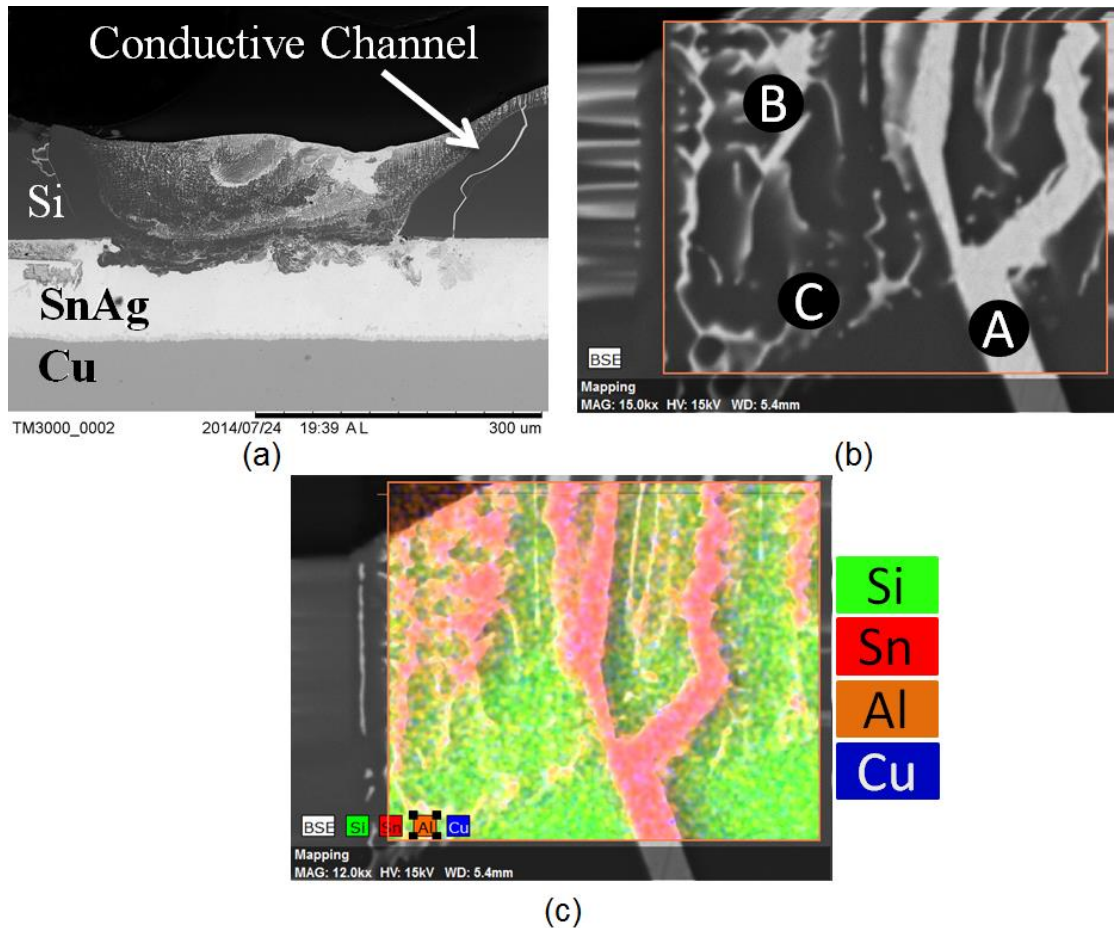 Conductive Channel
Si
SnAg
Cu
TM3000_0002 2014/07/24 19:39 A L 300 um
(a)
B
C
A
BSE
Mapping
MAG: 15.0kx HV: 15kV WD: 5.4mm
(b)
Si
Sn
Al
Cu
BSE Si Sn Al Cu
Mapping
MAG: 12.0kx HV: 15kV WD: 5.4mm
(c)